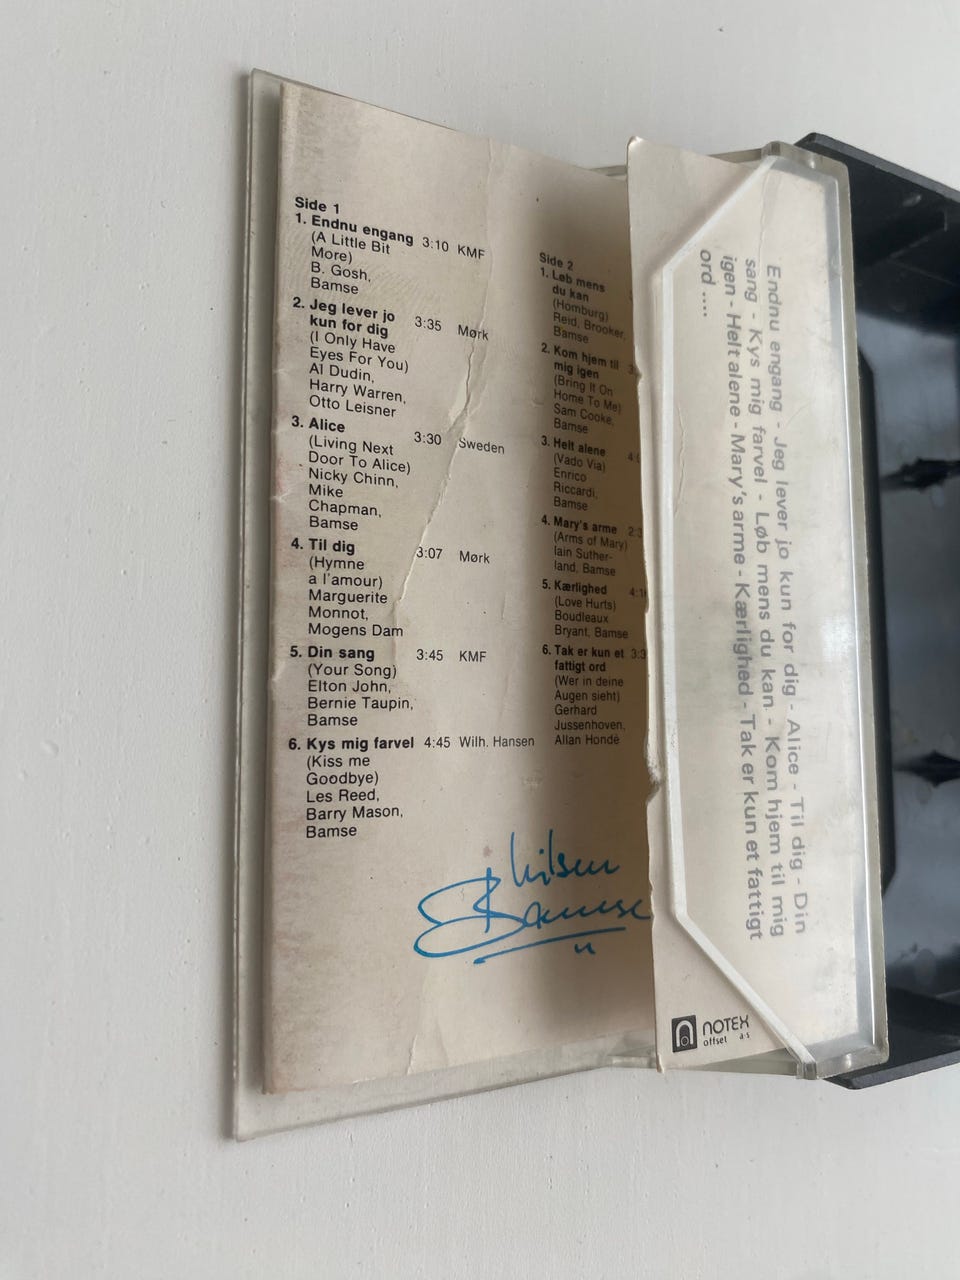 Side 1
1. Endnu engang 3:10 KMF
(A Little Bit
More)
B. Gosh,
Bamse
2. Jeg lever jo
kun for dig 3:35 Mørk
(I Only Have
Eyes For You)
Al Dudin,
Harry Warren,
Otto Leisner
3. Alice 3:30 Sweden
(Living Next
Door To Alice)
Nicky Chinn,
Mike
Chapman,
Bamse
4. Til dig 3:07 Mørk
(Hymne
a l'amour)
Marguerite
Monnot,
Mogens Dam
5. Din sang 3:45 KMF
(Your Song)
Elton John,
Bernie Taupin,
Bamse
6. Kys mig farvel 4:45 Wilh. Hansen
(Kiss me
Goodbye)
Les Reed,
Barry Mason,
Bamse
Side 2
1. Løb mens
du kan
(Homburg)
Reid, Brooker,
Bamse
2. Kom hjem til
mig igen
(Bring It On
Home To Me)
Sam Cooke,
Bamse
3. Helt alene
(Vado Via)
Enrico
Riccardi,
Bamse
4. Mary's arme
(Arms of Mary)
Iain Suther-
land, Bamse
5. Kærlighed
(Love Hurts)
Boudleaux
Bryant, Bamse
6. Tak er kun et
fattigt ord
(Wer in deine
Augen sieht)
Gerhard
Jussenhoven,
Allan Hondé
Hilsen
Bamse
Endnu engang - Jeg lever jo kun for dig - Alice - Til dig - Din
sang - Kys mig farvel - Løb mens du kan - Kom hjem til mig
igen - Helt alene - Mary's arme - Kærlighed - Tak er kun et fattigt
ord ....
NOTEX
offset a·s